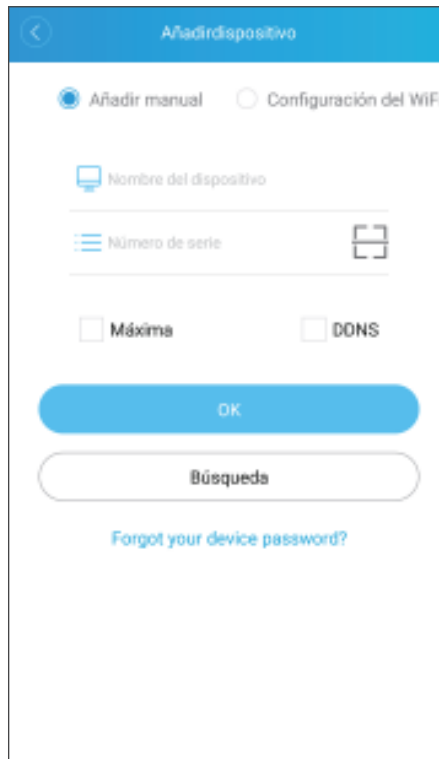 Añadirdispositivo
Añadir manual Configuración del WiF
Nombre del dispositivo
Número de serie
Máxima DDNS
OK
Búsqueda
Forgot your device password?